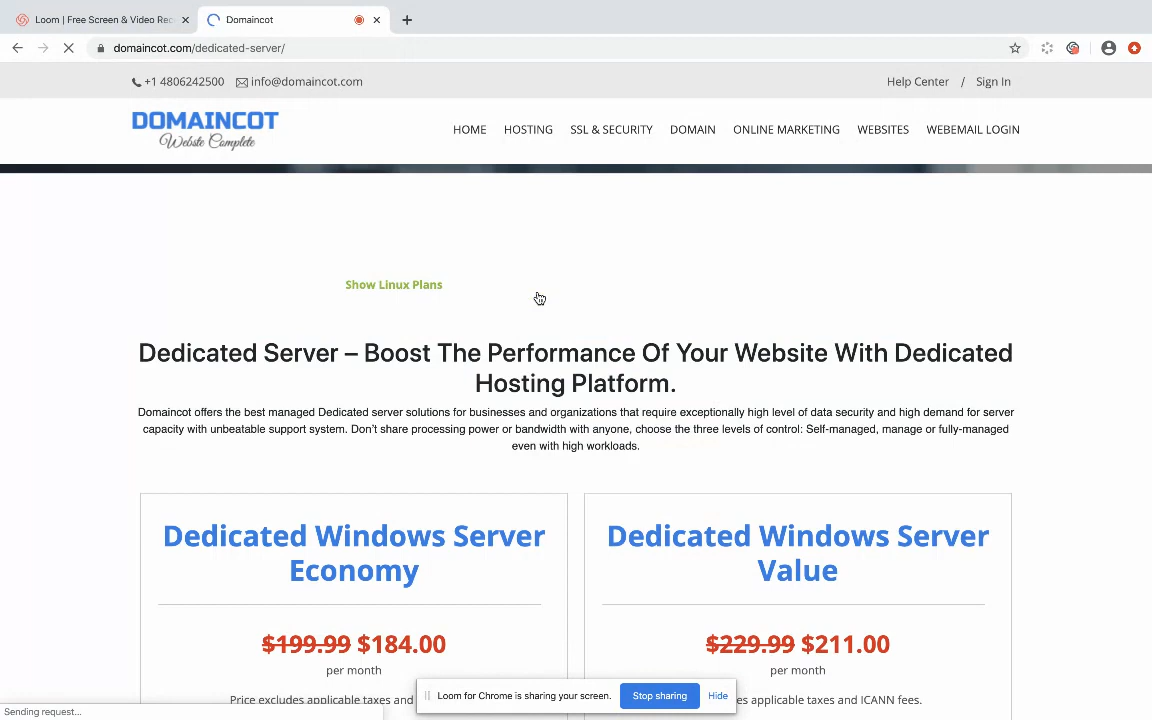 Loom | Free Screen & Video Rec
Domaincot
domaincot.com/dedicated-server/
+1 4806242500
info@domaincot.com
Help Center / Sign In
DOMAINCOT
Website Complete
HOME
HOSTING
SSL & SECURITY
DOMAIN
ONLINE MARKETING
WEBSITES
WEBEMAIL LOGIN
Show Linux Plans
Dedicated Server – Boost The Performance Of Your Website With Dedicated
Hosting Platform.
Domaincot offers the best managed Dedicated server solutions for businesses and organizations that require exceptionally high level of data security and high demand for server
capacity with unbeatable support system. Don't share processing power or bandwidth with anyone, choose the three levels of control: Self-managed, manage or fully-managed
even with high workloads.
Dedicated Windows Server
Economy
$199.99 $184.00
per month
Price excludes applicable taxes and
Dedicated Windows Server
Value
$229.99 $211.00
per month
es applicable taxes and ICANN fees.
Loom for Chrome is sharing your screen.
Stop sharing
Hide
Sending request...